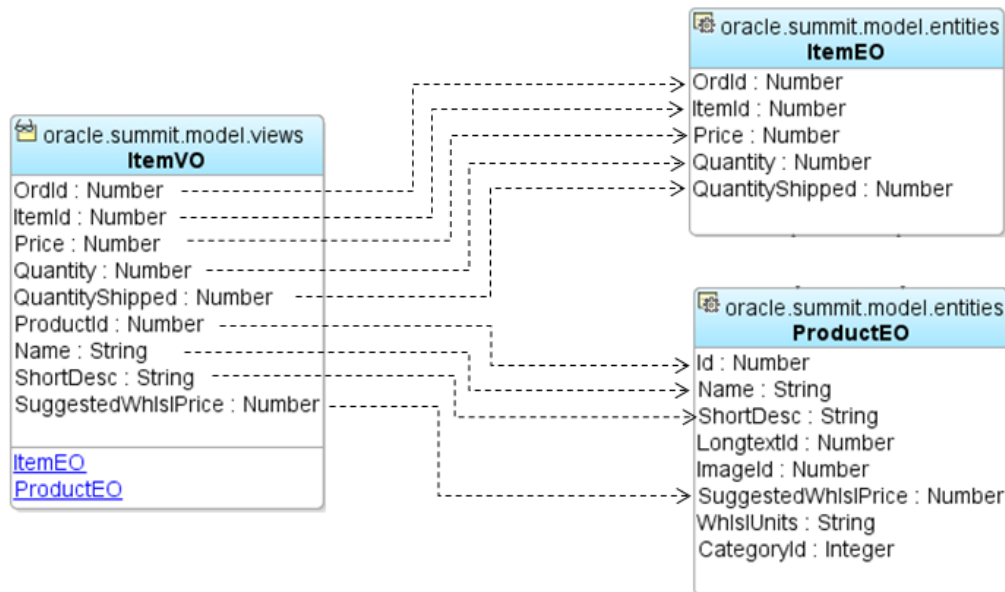 oracle.summit.model.views
ItemVO
OrdId : Number
ItemId : Number
Price : Number
Quantity : Number
QuantityShipped : Number
ProductId : Number
Name : String
ShortDesc : String
SuggestedWhlslPrice : Number
ItemEO
ProductEO
oracle.summit.model.entities
ItemEO
OrdId : Number
ItemId : Number
Price : Number
Quantity : Number
QuantityShipped : Number
oracle.summit.model.entities
ProductEO
Id : Number
Name : String
ShortDesc : String
LongtextId : Number
ImageId : Number
SuggestedWhlslPrice : Number
WhlslUnits : String
CategoryId : Integer